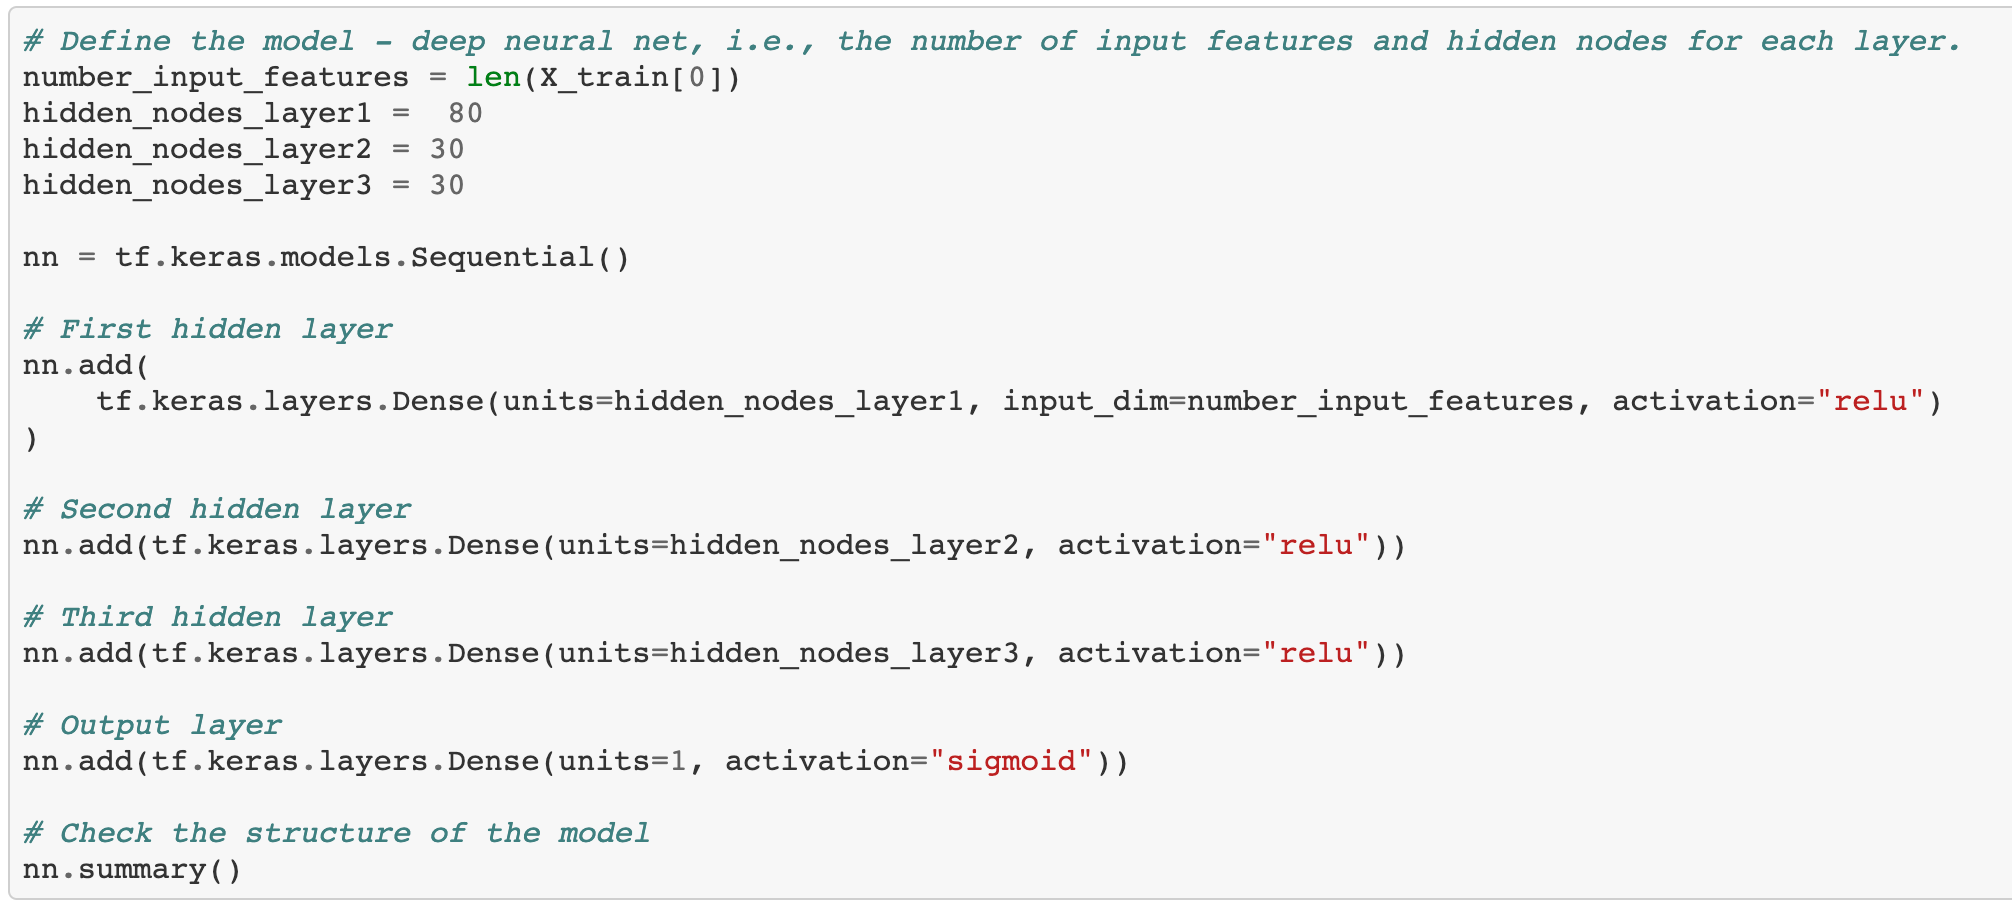 # Define the model - deep neural net, i.e., the number of input features and hidden nodes for each layer.
number_input_features = len(X_train[0])
hidden_nodes_layer1 =  80
hidden_nodes_layer2 = 30
hidden_nodes_layer3 = 30

nn = tf.keras.models.Sequential()

# First hidden layer
nn.add(
    tf.keras.layers.Dense(units=hidden_nodes_layer1, input_dim=number_input_features, activation="relu")
)

# Second hidden layer
nn.add(tf.keras.layers.Dense(units=hidden_nodes_layer2, activation="relu"))

# Third hidden layer
nn.add(tf.keras.layers.Dense(units=hidden_nodes_layer3, activation="relu"))

# Output layer
nn.add(tf.keras.layers.Dense(units=1, activation="sigmoid"))

# Check the structure of the model
nn.summary()